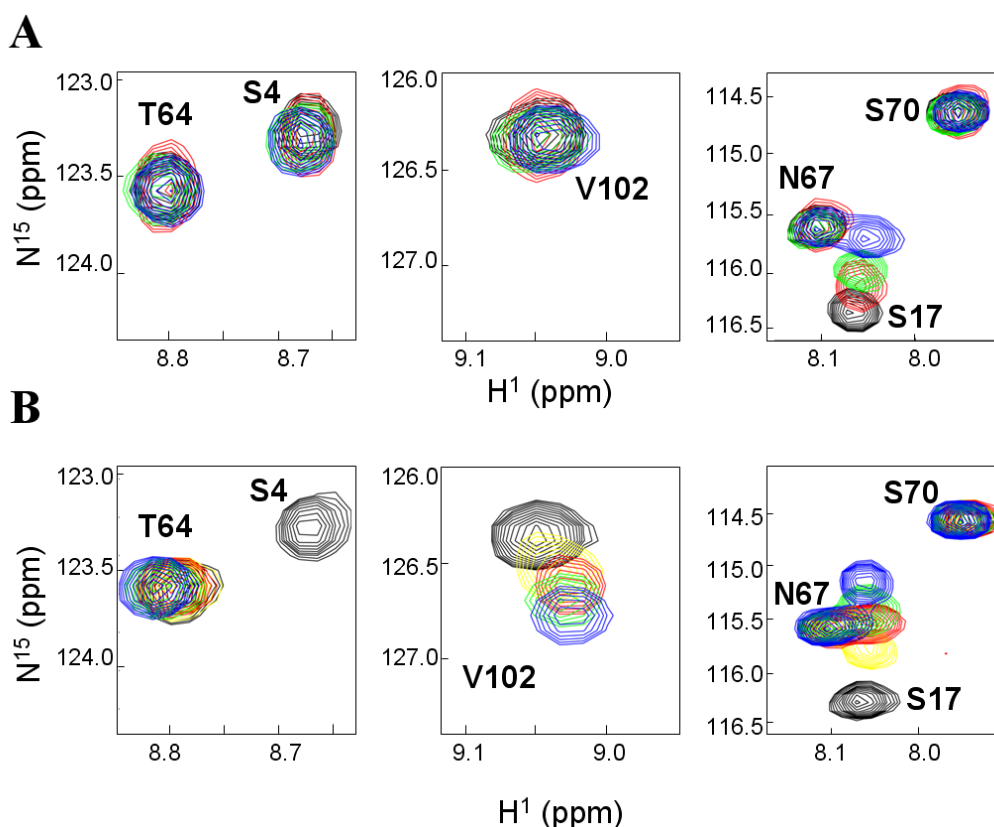 A
N¹⁵ (ppm)
123.0
123.5
124.0
T64
S4
8.8
8.7
126.0
126.5
127.0
V102
9.1
9.0
114.5
115.0
115.5
116.0
116.5
S70
N67
S17
8.1
8.0
H¹ (ppm)
B
N¹⁵ (ppm)
123.0
123.5
124.0
T64
S4
8.8
8.7
126.0
126.5
127.0
V102
9.1
9.0
114.5
115.0
115.5
116.0
116.5
S70
N67
S17
8.1
8.0
H¹ (ppm)